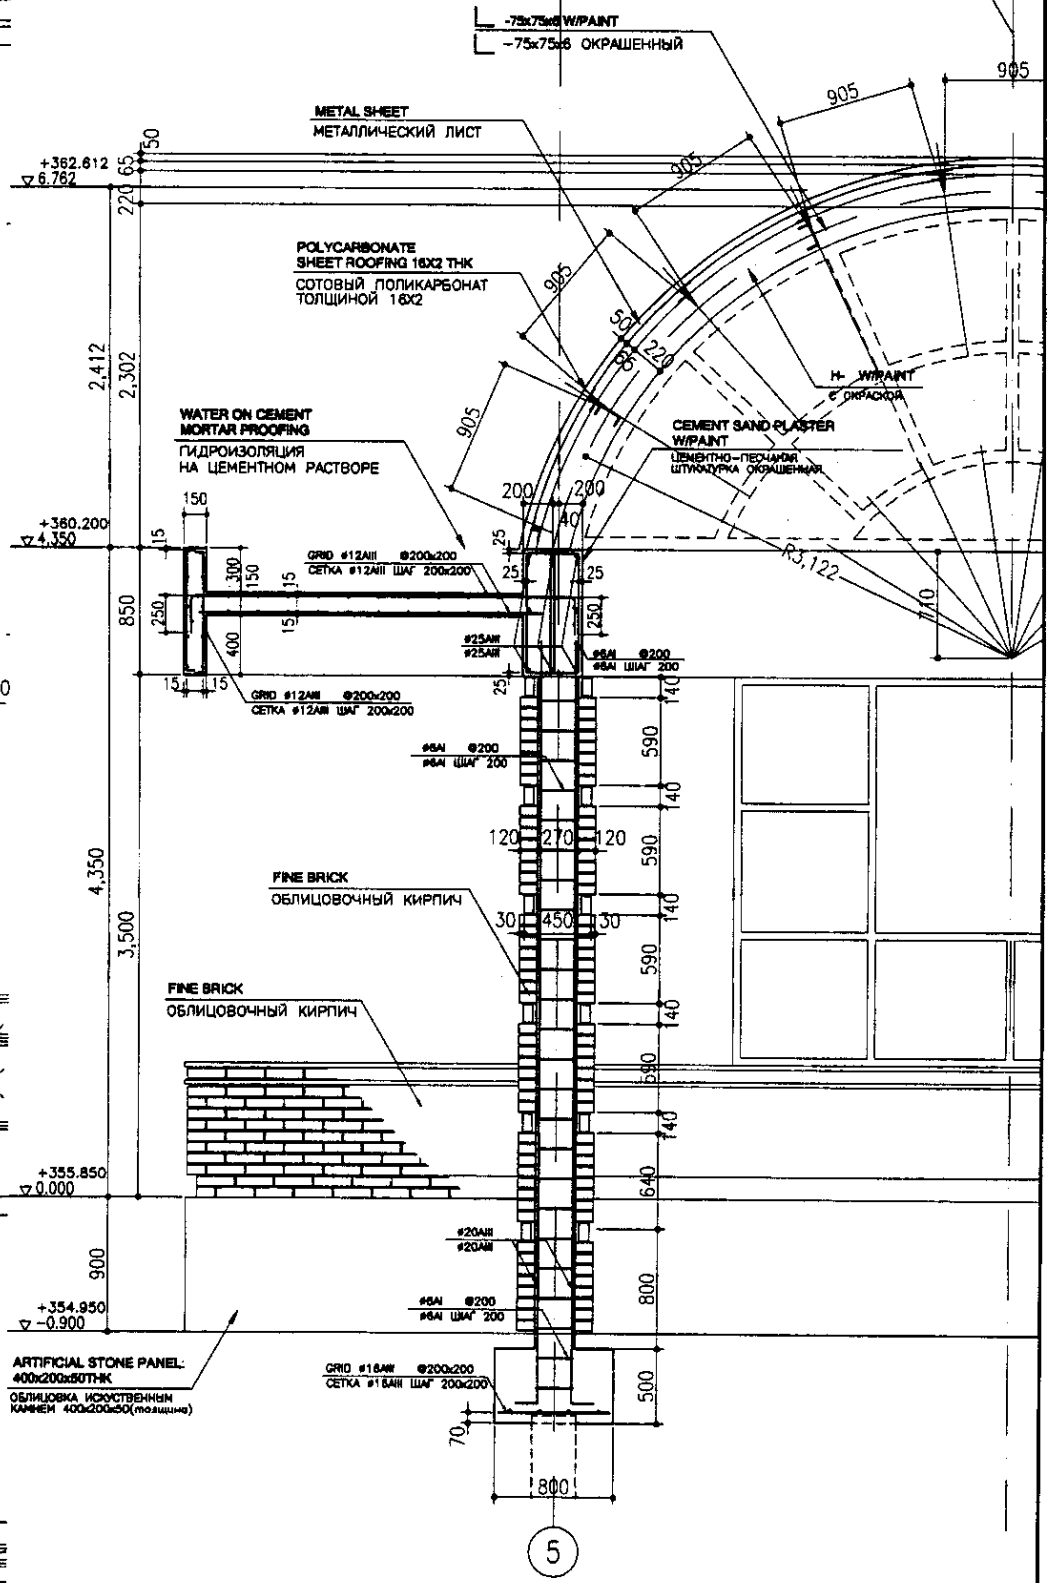 -75x75x6 W/PAINT
-75x75x6 ОКРАШЕННЫЙ
905
905
METAL SHEET
МЕТАЛЛИЧЕСКИЙ ЛИСТ
50
65
220
+362.612
6.762
905
POLYCARBONATE
SHEET ROOFING 16X2 THK
СОТОВЫЙ ПОЛИКАРБОНАТ
ТОЛЩИНОЙ 16X2
905
50
65
220
2,412
2,302
H- W/PAINT
С ОКРАСКОЙ
905
WATER ON CEMENT
MORTAR PROOFING
ГИДРОИЗОЛЯЦИЯ
НА ЦЕМЕНТНОМ РАСТВОРЕ
CEMENT SAND PLASTER
W/PAINT
ЦЕМЕНТНО-ПЕСЧАНАЯ
ШТУКАТУРКА ОКРАШЕННАЯ
150
200
200
40
+360.200
4,350
15
25
GRID #12AIII @200x200
СЕТКА #12AIII ШАГ 200x200
R3,122
300
150
15
25
25
850
250
15
400
250
710
#25AIII
#25AIII
#6AI @200
#6AI ШАГ 200
15
15
25
GRID #12AIII @200x200
СЕТКА #12AIII ШАГ 200x200
140
#6AI @200
#6AI ШАГ 200
590
140
120
270
120
590
4,350
FINE BRICK
ОБЛИЦОВОЧНЫЙ КИРПИЧ
140
30
450
30
3,500
590
FINE BRICK
ОБЛИЦОВОЧНЫЙ КИРПИЧ
140
590
140
+355.850
0.000
640
#20AIII
#20AIII
900
800
+354.950
-0.900
#6AI @200
#6AI ШАГ 200
ARTIFICIAL STONE PANEL:
400x200x50THK
ОБЛИЦОВКА ИСКУСТВЕННЫМ
КАМНЕМ 400x200x50(толщина)
GRID #16AIII @200x200
СЕТКА #16AIII ШАГ 200x200
500
70
800
5